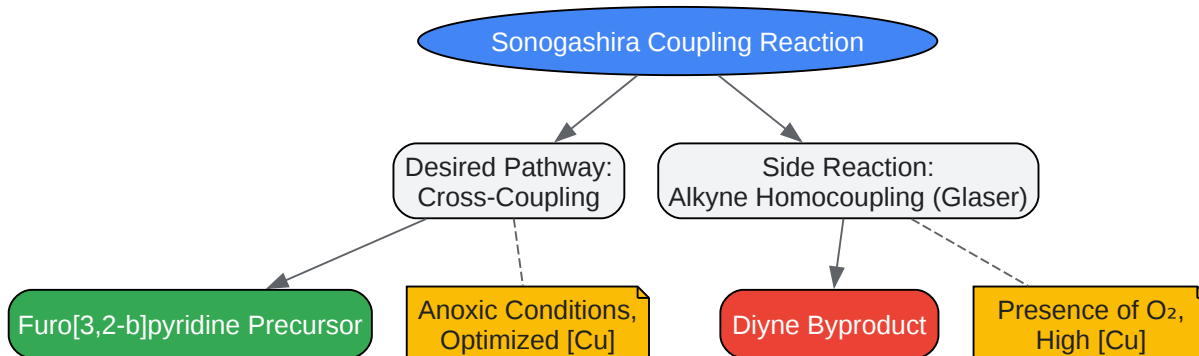 Sonogashira Coupling Reaction
Desired Pathway:
Cross-Coupling
Side Reaction:
Alkyne Homocoupling (Glaser)
Furo[3,2-b]pyridine Precursor
Anoxic Conditions,
Optimized [Cu]
Diyne Byproduct
Presence of O₂,
High [Cu]